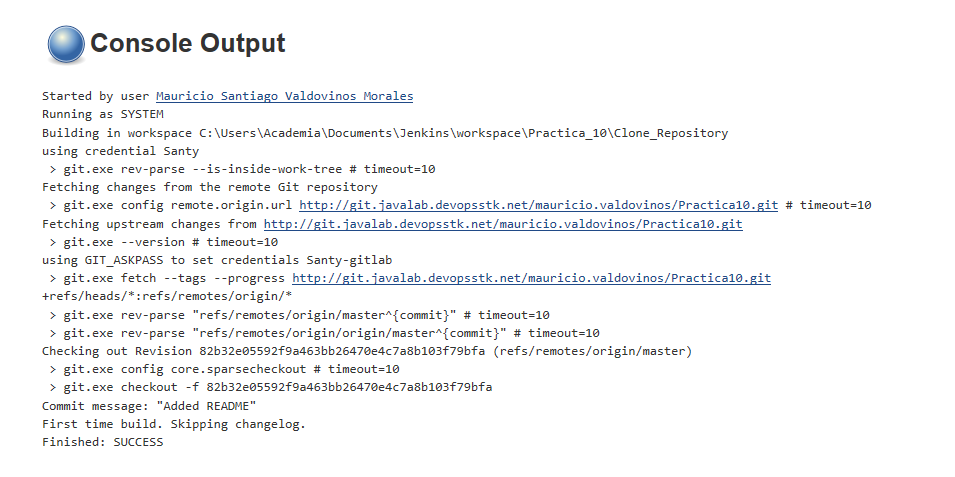 Console Output
Started by user Mauricio Santiago Valdovinos Morales
Running as SYSTEM
Building in workspace C:\Users\Academia\Documents\Jenkins\workspace\Practica_10\Clone_Repository
using credential Santy
 > git.exe rev-parse --is-inside-work-tree # timeout=10
Fetching changes from the remote Git repository
 > git.exe config remote.origin.url http://git.javalab.devopsstk.net/mauricio.valdovinos/Practica10.git # timeout=10
Fetching upstream changes from http://git.javalab.devopsstk.net/mauricio.valdovinos/Practica10.git
 > git.exe --version # timeout=10
using GIT_ASKPASS to set credentials Santy-gitlab
 > git.exe fetch --tags --progress http://git.javalab.devopsstk.net/mauricio.valdovinos/Practica10.git
+refs/heads/*:refs/remotes/origin/*
 > git.exe rev-parse "refs/remotes/origin/master^{commit}" # timeout=10
 > git.exe rev-parse "refs/remotes/origin/origin/master^{commit}" # timeout=10
Checking out Revision 82b32e05592f9a463bb26470e4c7a8b103f79bfa (refs/remotes/origin/master)
 > git.exe config core.sparsecheckout # timeout=10
 > git.exe checkout -f 82b32e05592f9a463bb26470e4c7a8b103f79bfa
Commit message: "Added README"
First time build. Skipping changelog.
Finished: SUCCESS